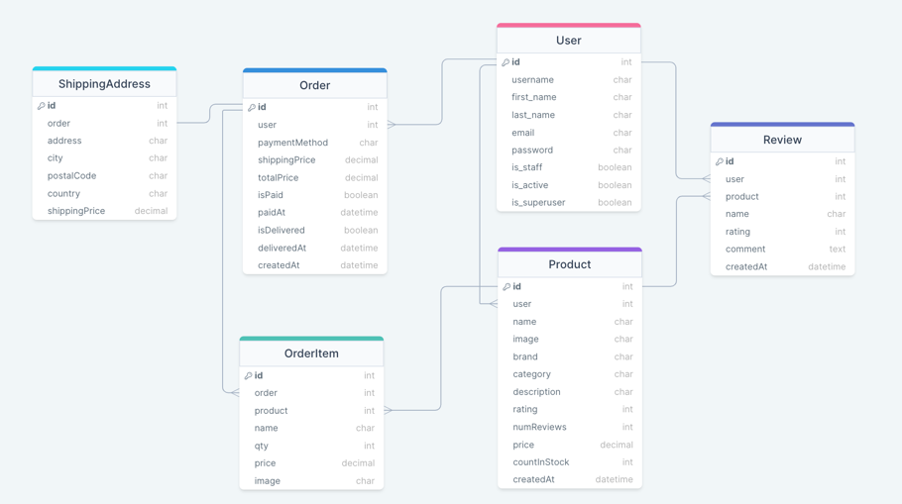 ShippingAddress
id int
order int
address char
city char
postalCode char
country char
shippingPrice decimal
Order
id int
user int
paymentMethod char
shippingPrice decimal
totalPrice decimal
isPaid boolean
paidAt datetime
isDelivered boolean
deliveredAt datetime
createdAt datetime
User
id int
username char
first_name char
last_name char
email char
password char
is_staff boolean
is_active boolean
is_superuser boolean
Review
id int
user int
product int
name char
rating int
comment text
createdAt datetime
OrderItem
id int
order int
product int
name char
qty int
price decimal
image char
Product
id int
user int
name char
image char
brand char
category char
description char
rating int
numReviews int
price decimal
countInStock int
createdAt datetime